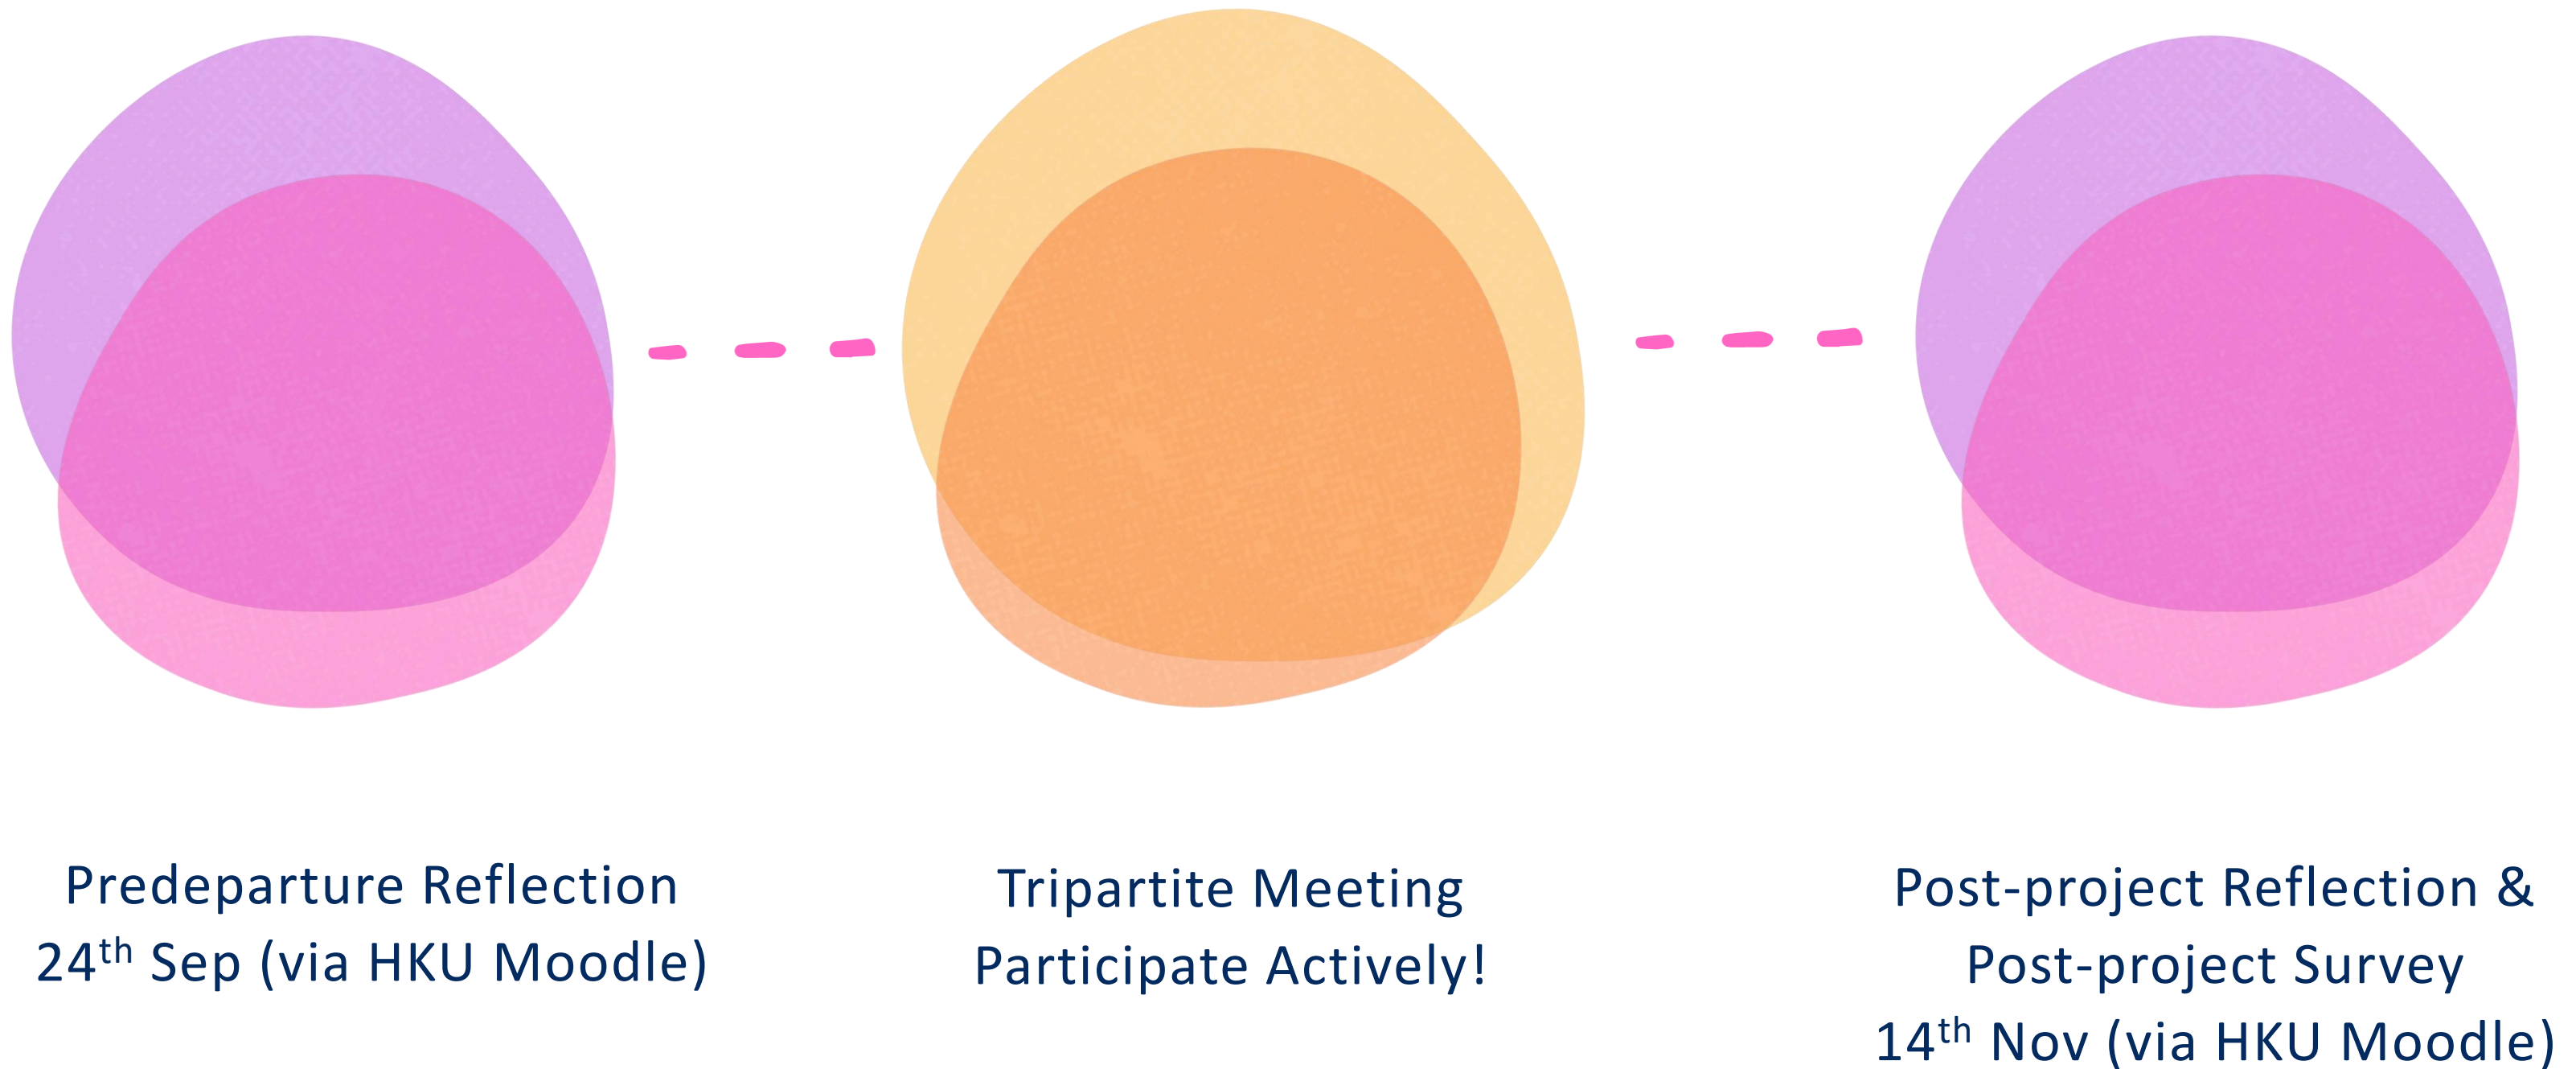 Predeparture Reflection
24th Sep (via HKU Moodle)
Tripartite Meeting
Participate Actively!
Post-project Reflection &
Post-project Survey
14th Nov (via HKU Moodle)